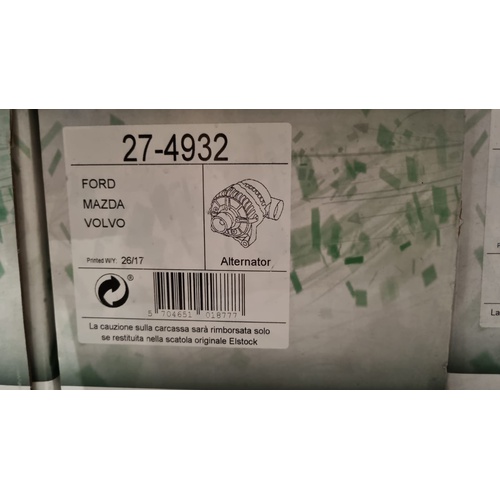 27-4932
FORD
MAZDA
VOLVO
Printed W/Y: 26/17
Alternator
®
5 704651 018777
La cauzione sulla carcassa sarà rimborsata solo
se restituita nella scatola originale Elstock
La